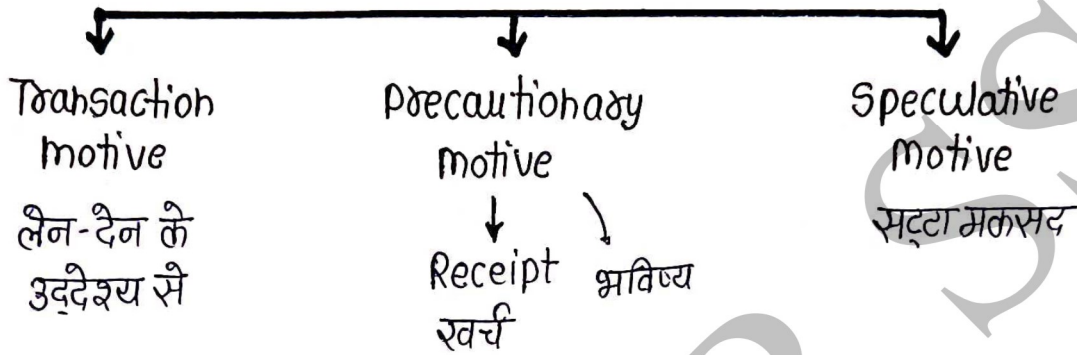 Transaction
motive
लेन-देन के
उद्देश्य से
Precautionary
motive
Receipt
खर्च
भविष्य
Speculative
motive
सट्टा मकसद